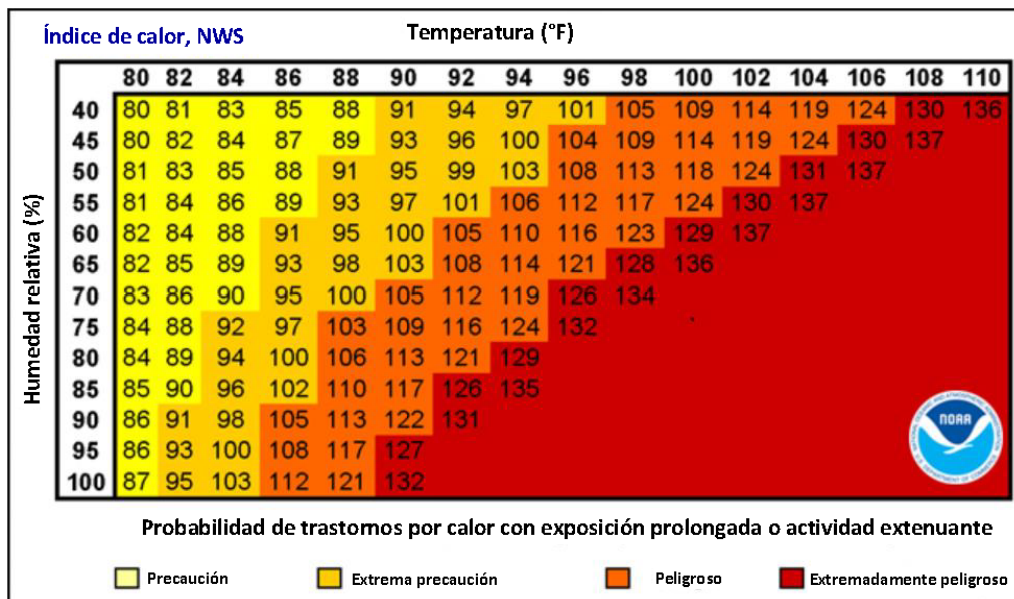 Índice de calor, NWS
Temperatura (°F)
80 82 84 86 88 90 92 94 96 98 100 102 104 106 108 110
Humedad relativa (%)
40 80 81 83 85 88 91 94 97 101 105 109 114 119 124 130 136
45 80 82 84 87 89 93 96 100 104 109 114 119 124 130 137
50 81 83 85 88 91 95 99 103 108 113 118 124 131 137
55 81 84 86 89 93 97 101 106 112 117 124 130 137
60 82 84 88 91 95 100 105 110 116 123 129 137
65 82 85 89 93 98 103 108 114 121 128 136
70 83 86 90 95 100 105 112 119 126 134
75 84 88 92 97 103 109 116 124 132
80 84 89 94 100 106 113 121 129
85 85 90 96 102 110 117 126 135
90 86 91 98 105 113 122 131
95 86 93 100 108 117 127
100 87 95 103 112 121 132
NOAA
Probabilidad de trastornos por calor con exposición prolongada o actividad extenuante
Precaución Extrema precaución Peligroso Extremadamente peligroso